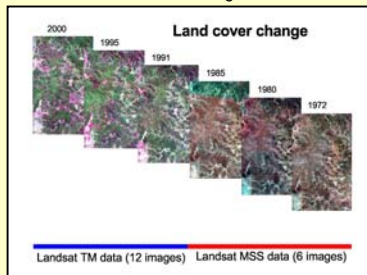 Land cover change
2000
1995
1991
1985
1980
1972
Landsat TM data (12 images)
Landsat MSS data (6 images)